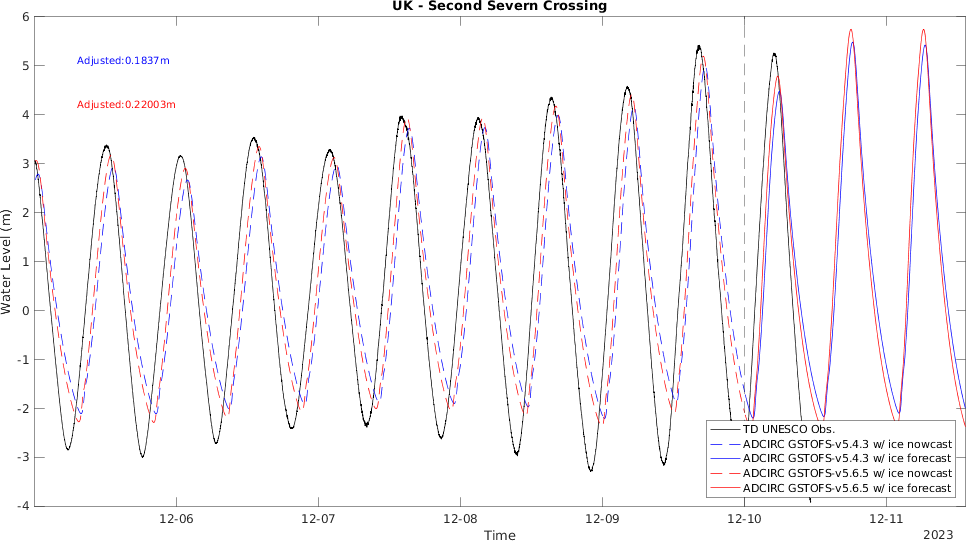 UK - Second Severn Crossing
6
5
4
3
2
1
0
-1
-2
-3
-4
Water Level (m)
Adjusted:0.1837m
Adjusted:0.22003m
TD UNESCO Obs.
ADCIRC GSTOFS-v5.4.3 w/ ice nowcast
ADCIRC GSTOFS-v5.4.3 w/ ice forecast
ADCIRC GSTOFS-v5.6.5 w/ ice nowcast
ADCIRC GSTOFS-v5.6.5 w/ ice forecast
12-06 12-07 12-08 12-09 12-10 12-11
Time
2023